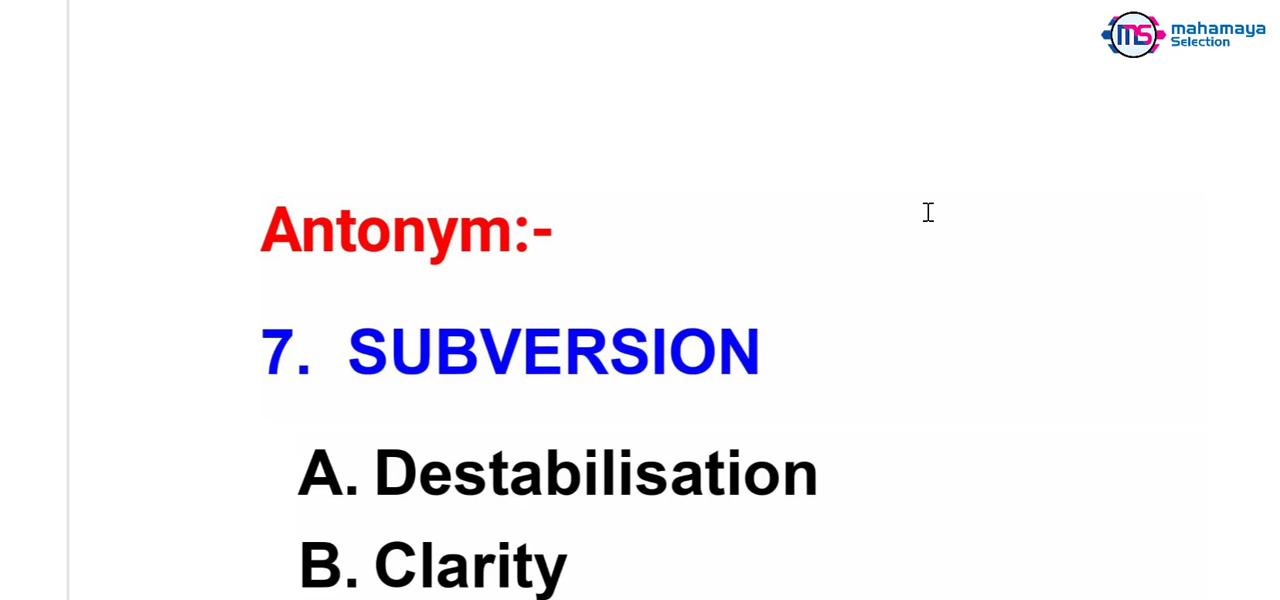 mahamaya
Selection
Antonym:-
7. SUBVERSION
A. Destabilisation
B. Clarity